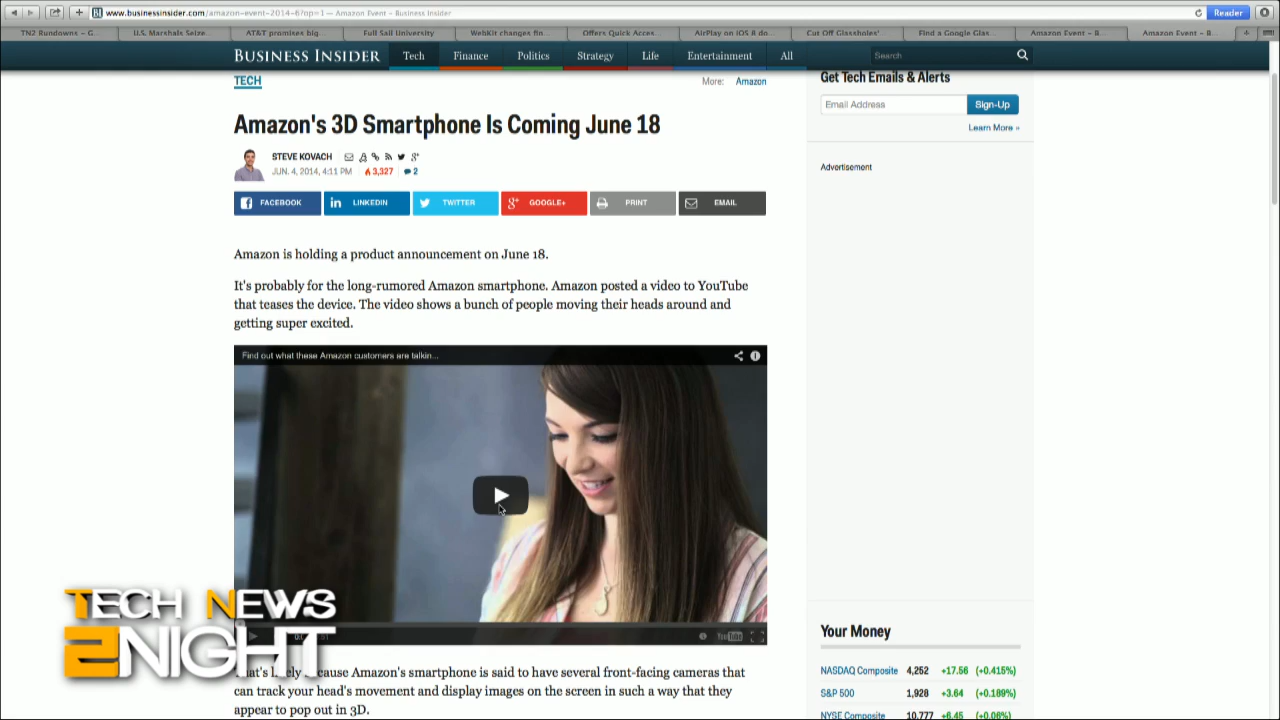 www.businessinsider.com/amazon-event-2014-6?op=1 — Amazon Event - Business Insider
Reader
TN2 Rundowns – G...
U.S. Marshals Seize...
AT&T promises big...
Full Sail University
WebKit changes fin...
Offers Quick Acces...
AirPlay on iOS 8 do...
Cut Off Glassholes'...
Find a Google Glas...
Amazon Event – B...
Amazon Event – B...
BUSINESS INSIDER
Tech
Finance
Politics
Strategy
Life
Entertainment
All
Search
TECH
More: Amazon
Amazon's 3D Smartphone Is Coming June 18
STEVE KOVACH
JUN. 4, 2014, 4:11 PM 3,327 2
FACEBOOK
LINKEDIN
TWITTER
GOOGLE+
PRINT
EMAIL
Amazon is holding a product announcement on June 18.
It's probably for the long-rumored Amazon smartphone. Amazon posted a video to YouTube
that teases the device. The video shows a bunch of people moving their heads around and
getting super excited.
Find out what these Amazon customers are talkin...
YouTube
cause Amazon's smartphone is said to have several front-facing cameras that
can track your head's movement and display images on the screen in such a way that they
appear to pop out in 3D.
TECH NEWS
2NIGHT
Get Tech Emails & Alerts
Email Address
Sign-Up
Learn More »
Advertisement
Your Money
NASDAQ Composite 4,252 +17.56 (+0.415%)
S&P 500 1,928 +3.64 (+0.189%)
NYSE Composite 10,777 +6.45 (+0.06%)